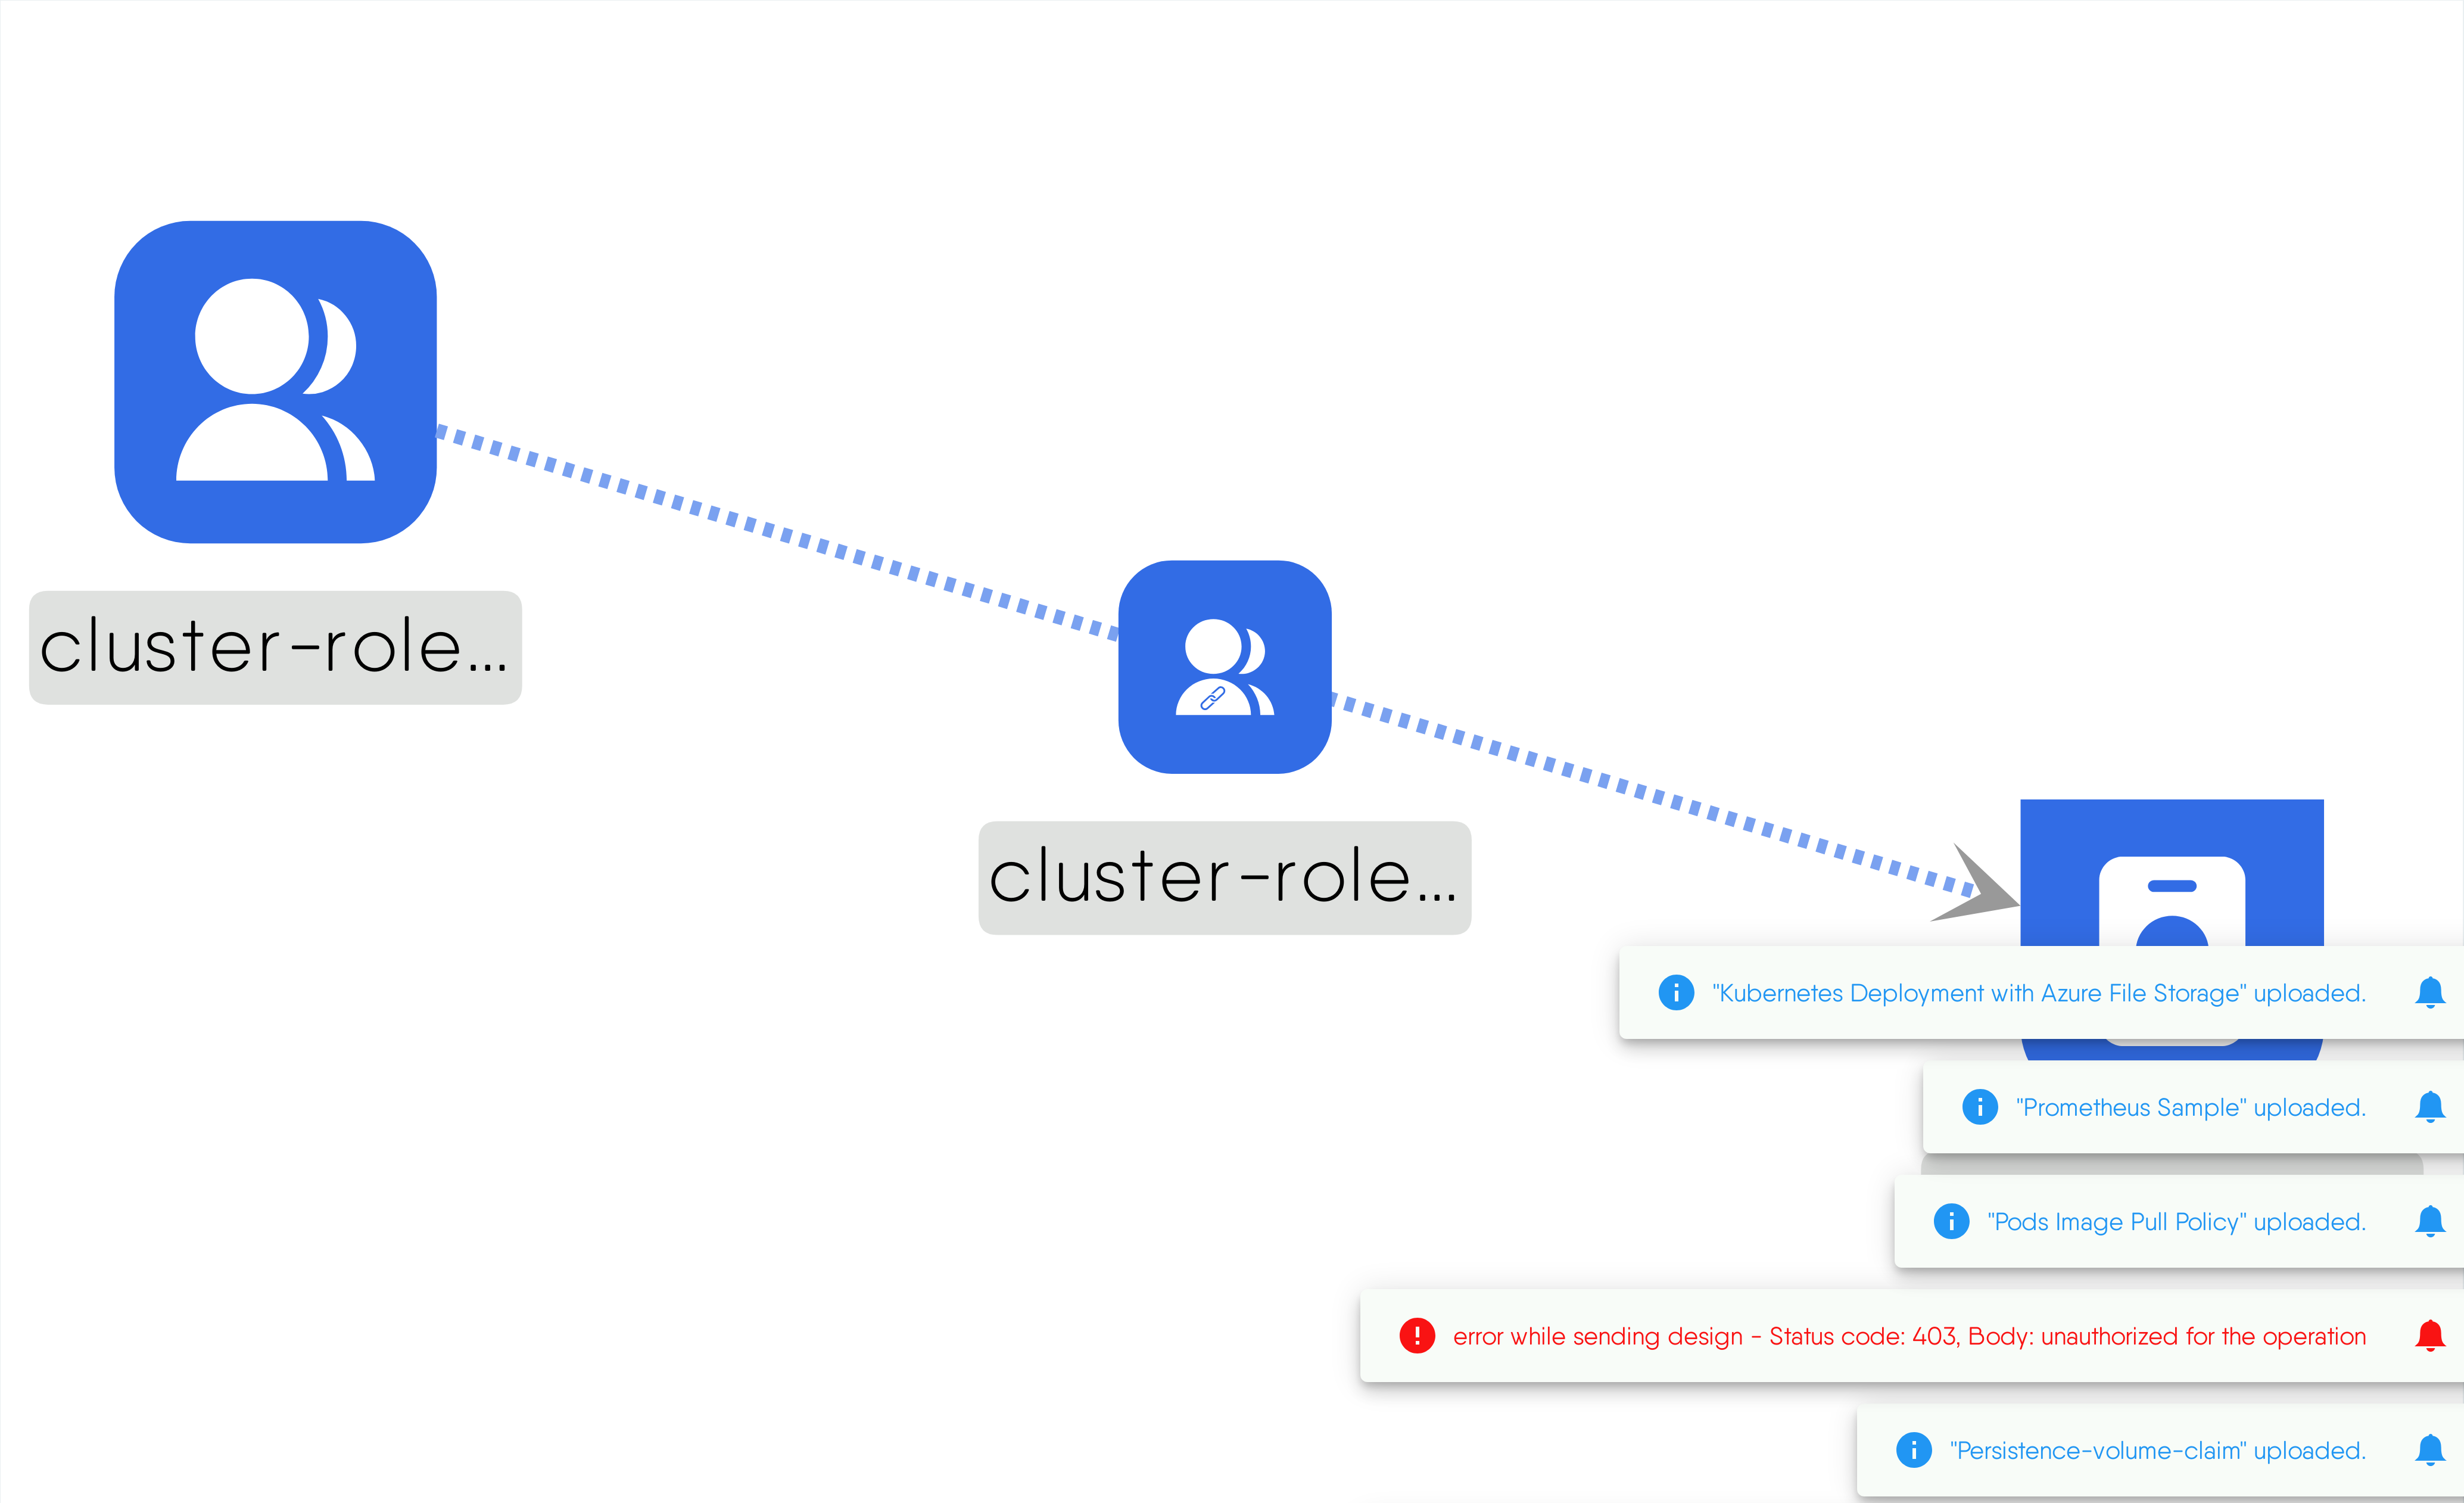 cluster-role...
cluster-role...
"Kubernetes Deployment with Azure File Storage" uploaded.
"Prometheus Sample" uploaded.
"Pods Image Pull Policy" uploaded.
error while sending design - Status code: 403, Body: unauthorized for the operation
"Persistence-volume-claim" uploaded.